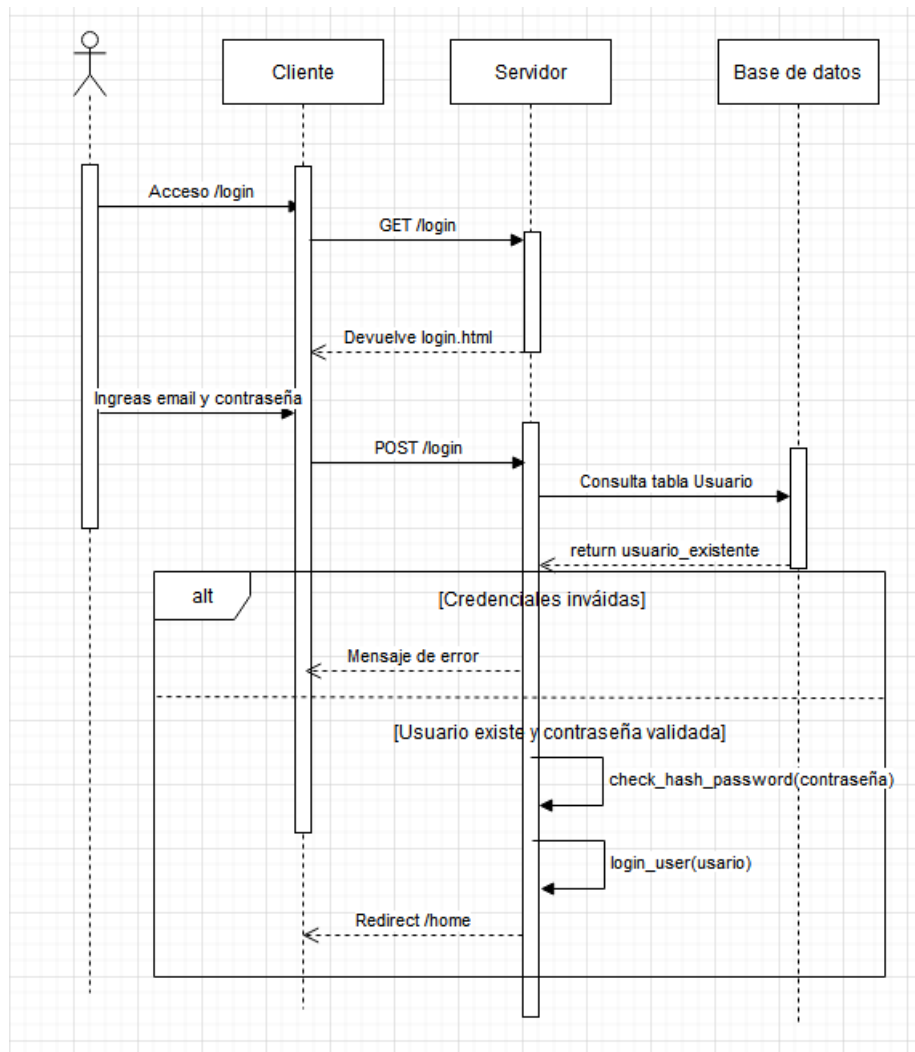 Cliente
Servidor
Base de datos
Acceso /login
GET /login
Devuelve login.html
Ingreas email y contraseña
POST /login
Consulta tabla Usuario
return usuario_existente
alt
[Credenciales inváidas]
Mensaje de error
[Usuario existe y contraseña validada]
check_hash_password(contraseña)
login_user(usario)
Redirect /home